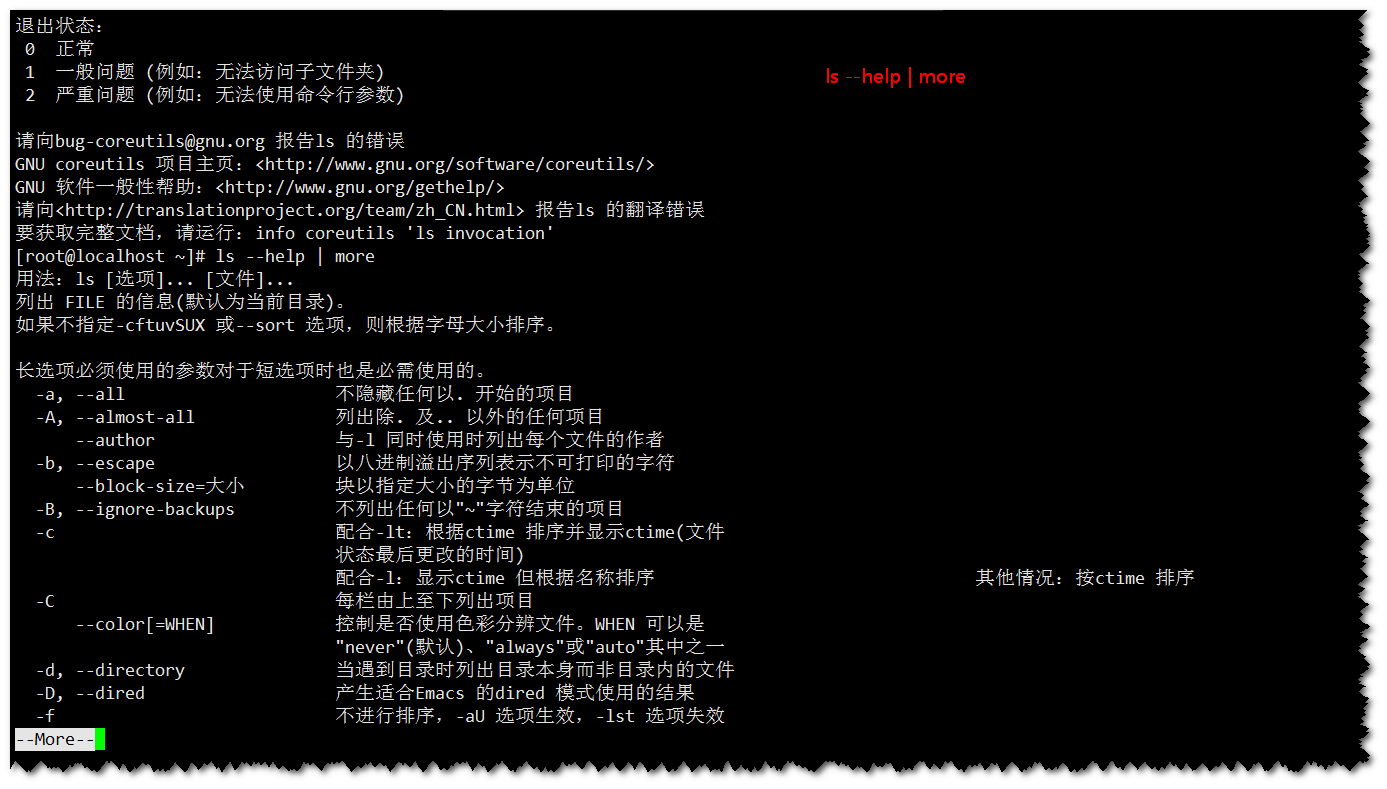 退出状态：
0  正常
1  一般问题 (例如：无法访问子文件夹)
ls --help | more
2  严重问题 (例如：无法使用命令行参数)
请向bug-coreutils@gnu.org 报告ls 的错误
GNU coreutils 项目主页：<http://www.gnu.org/software/coreutils/>
GNU 软件一般性帮助：<http://www.gnu.org/gethelp/>
请向<http://translationproject.org/team/zh_CN.html> 报告ls 的翻译错误
要获取完整文档，请运行：info coreutils 'ls invocation'
[root@localhost ~]# ls --help | more
用法：ls [选项]... [文件]...
列出 FILE 的信息(默认为当前目录)。
如果不指定-cftuvSUX 或--sort 选项，则根据字母大小排序。
长选项必须使用的参数对于短选项时也是必需使用的。
-a, --all                     不隐藏任何以. 开始的项目
-A, --almost-all              列出除. 及.. 以外的任何项目
--author                  与-l 同时使用时列出每个文件的作者
-b, --escape                  以八进制溢出序列表示不可打印的字符
--block-size=大小         块以指定大小的字节为单位
-B, --ignore-backups          不列出任何以"~"字符结束的项目
-c                            配合-lt：根据ctime 排序并显示ctime(文件
状态最后更改的时间)
配合-l：显示ctime 但根据名称排序                                其他情况：按ctime 排序
-C                            每栏由上至下列出项目
--color[=WHEN]            控制是否使用色彩分辨文件。WHEN 可以是
"never"(默认)、"always"或"auto"其中之一
-d, --directory               当遇到目录时列出目录本身而非目录内的文件
-D, --dired                   产生适合Emacs 的dired 模式使用的结果
-f                            不进行排序，-aU 选项生效，-lst 选项失效
--More--